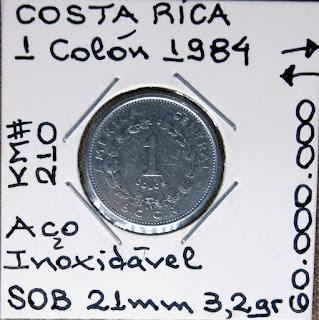 COSTA RICA
1 Colón 1984
KM#
210
1
COLON
Aço
Inoxidável
SOB 21mm 3,2gr
60.000.000